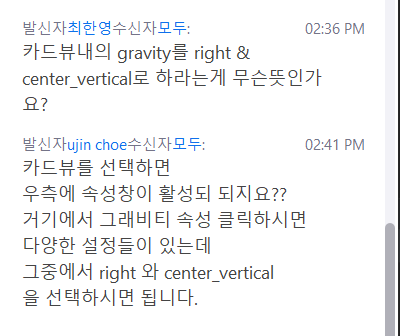 발신자최한영수신자모두: 02:36 PM
카드뷰내의 gravity를 right &
center_vertical로 하라는게 무슨뜻인가
요?
발신자ujin choe수신자모두: 02:41 PM
카드뷰를 선택하면
우측에 속성창이 활성되 되지요??
거기에서 그래비티 속성 클릭하시면
다양한 설정들이 있는데
그중에서 right 와 center_vertical
을 선택하시면 됩니다.